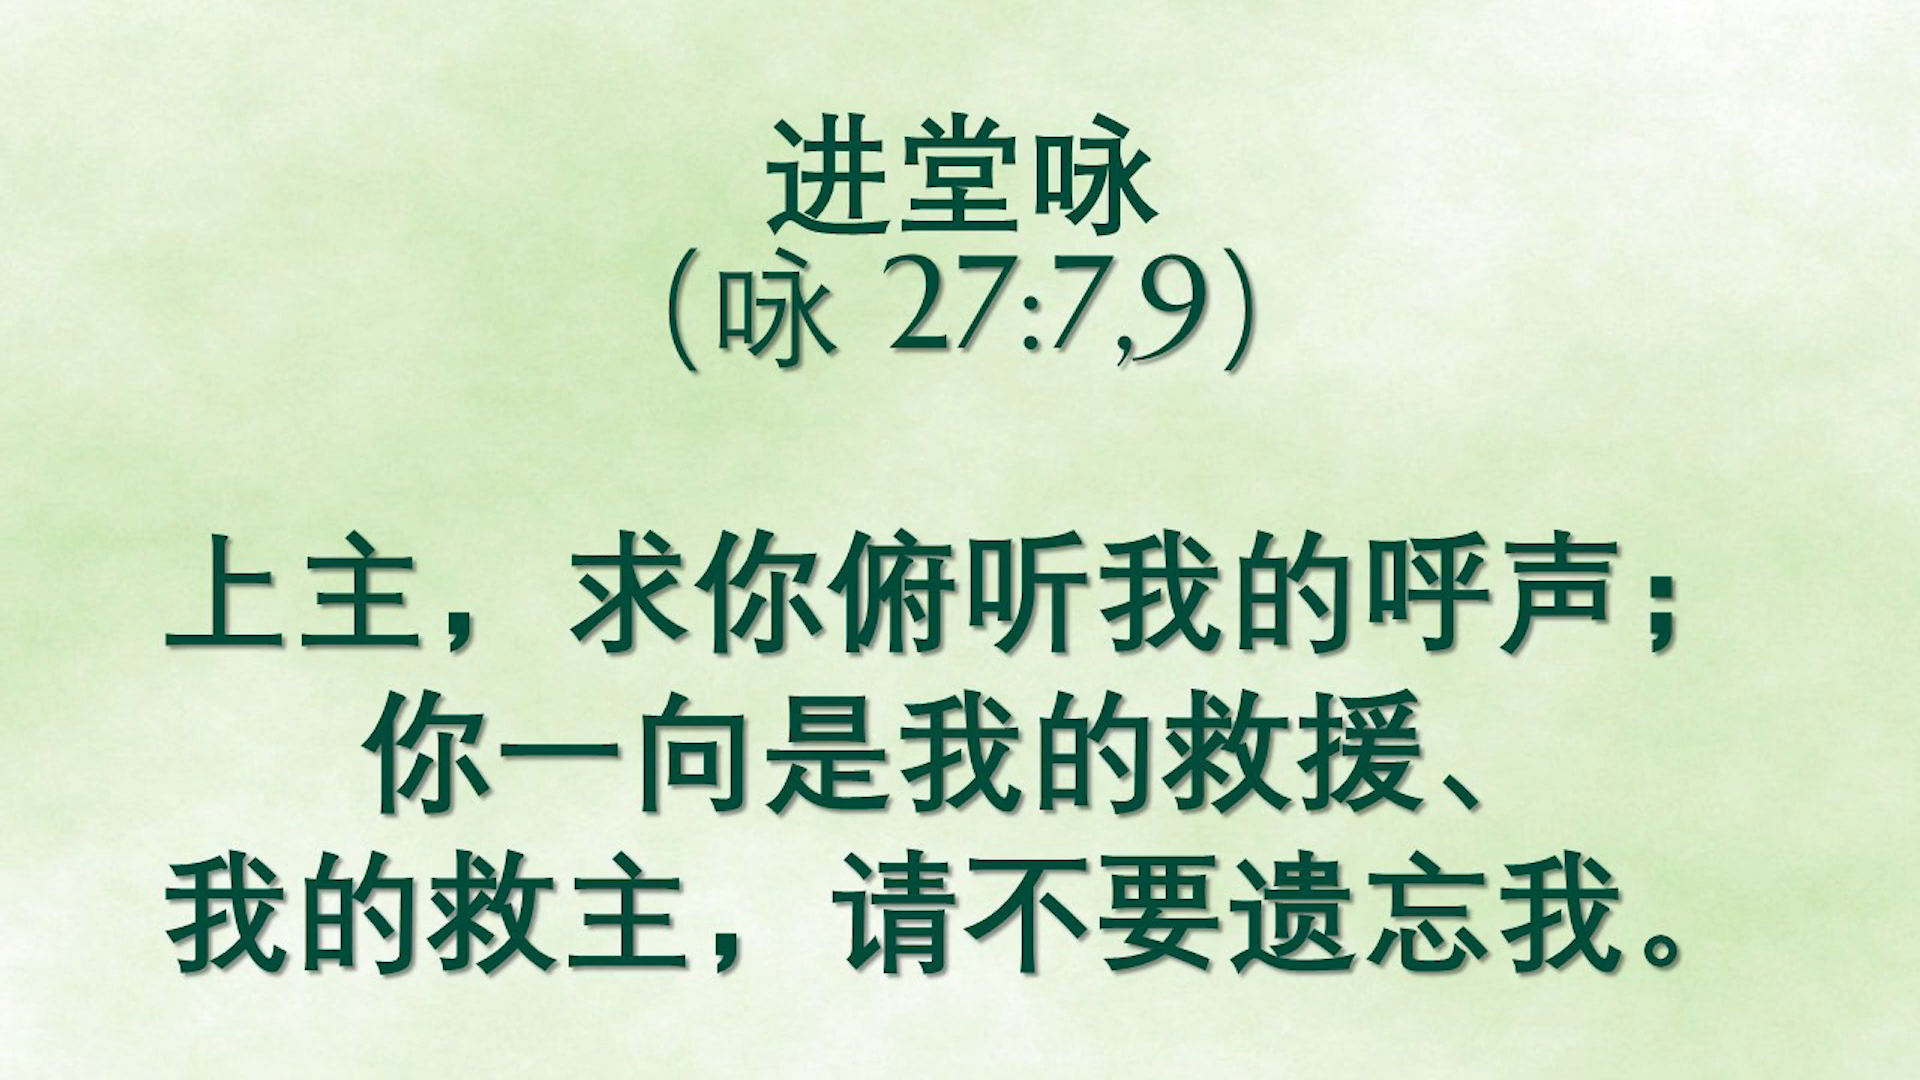 进堂咏
(咏 27:7,9)
上主，求你俯听我的呼声；
你一向是我的救援、
我的救主，请不要遗忘我。